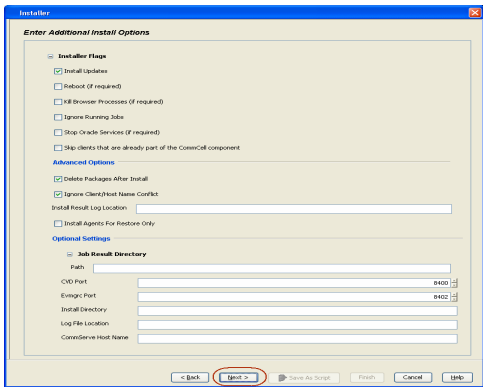 Installer
Enter Additional Install Options
Installer Flags
Install Updates
Reboot (if required)
Kill Browser Processes (if required)
Ignore Running Jobs
Stop Oracle Services (if required)
Skip clients that are already part of the CommCell component
Advanced Options
Delete Packages After Install
Ignore Client/Host Name Conflict
Install Result Log Location
Install Agents For Restore Only
Optional Settings
Job Result Directory
Path
CVD Port 8400
Evmgrc Port 8402
Install Directory
Log File Location
CommServe Host Name
< Back Next > Save As Script Finish Cancel Help